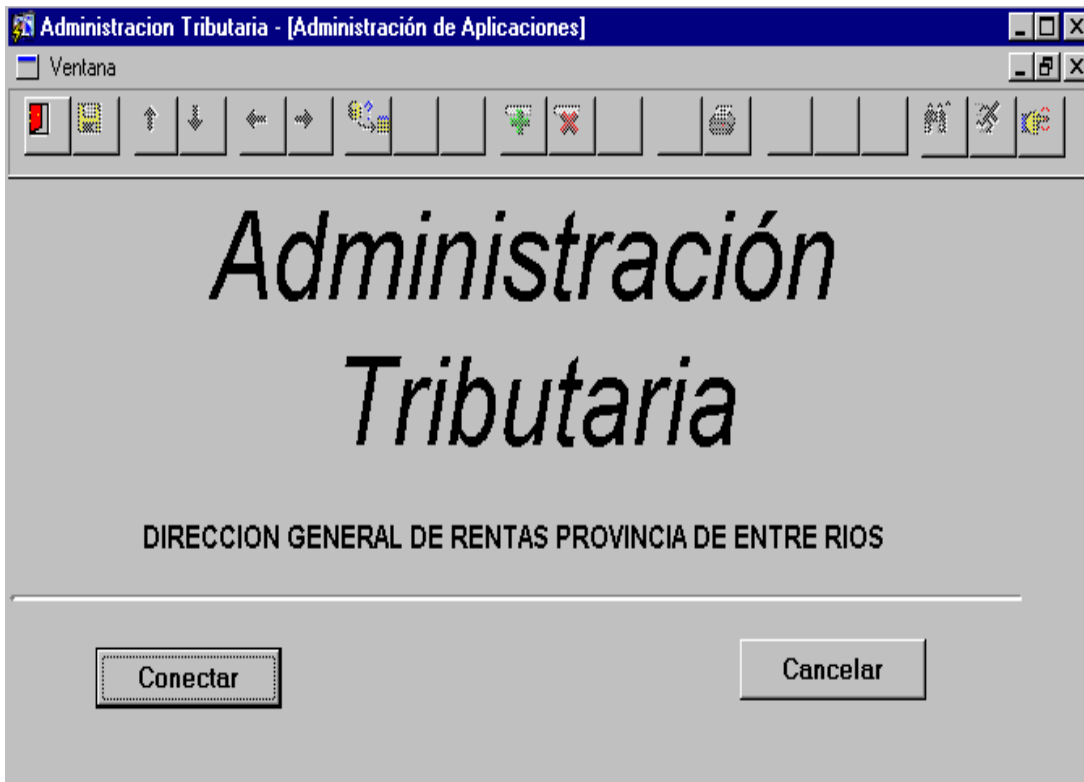 Administracion Tributaria - [Administración de Aplicaciones]
Ventana
Administración
Tributaria
DIRECCION GENERAL DE RENTAS PROVINCIA DE ENTRE RIOS
Conectar
Cancelar